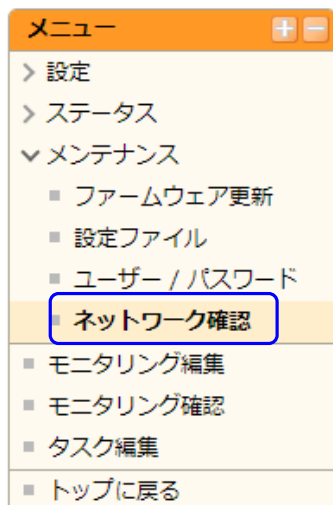 メニュー
設定
ステータス
メンテナンス
ファームウェア更新
設定ファイル
ユーザー / パスワード
ネットワーク確認
モニタリング編集
モニタリング確認
タスク編集
トップに戻る